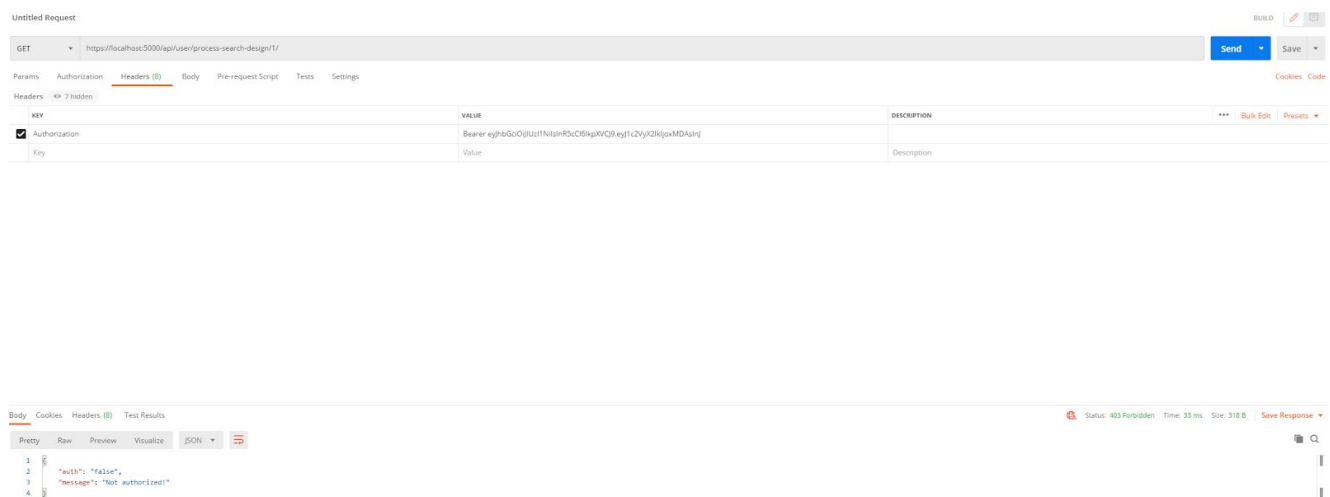 Untitled Request
BUILD
GET
https://localhost:5000/api/user/process-search-design/1/
Send
Save
Params Authorization Headers (8) Body Pre-request Script Tests Settings
Cookies Code
Headers 7 hidden
KEY VALUE DESCRIPTION
Bulk Edit Presets
Authorization
Bearer
Key Value Description
Body Cookies Headers (8) Test Results
Status: 403 Forbidden Time: 33 ms Size: 318 B Save Response
Pretty Raw Preview Visualize JSON
1 {
2 "auth": "false",
3 "message": "Not authorized!"
4 }